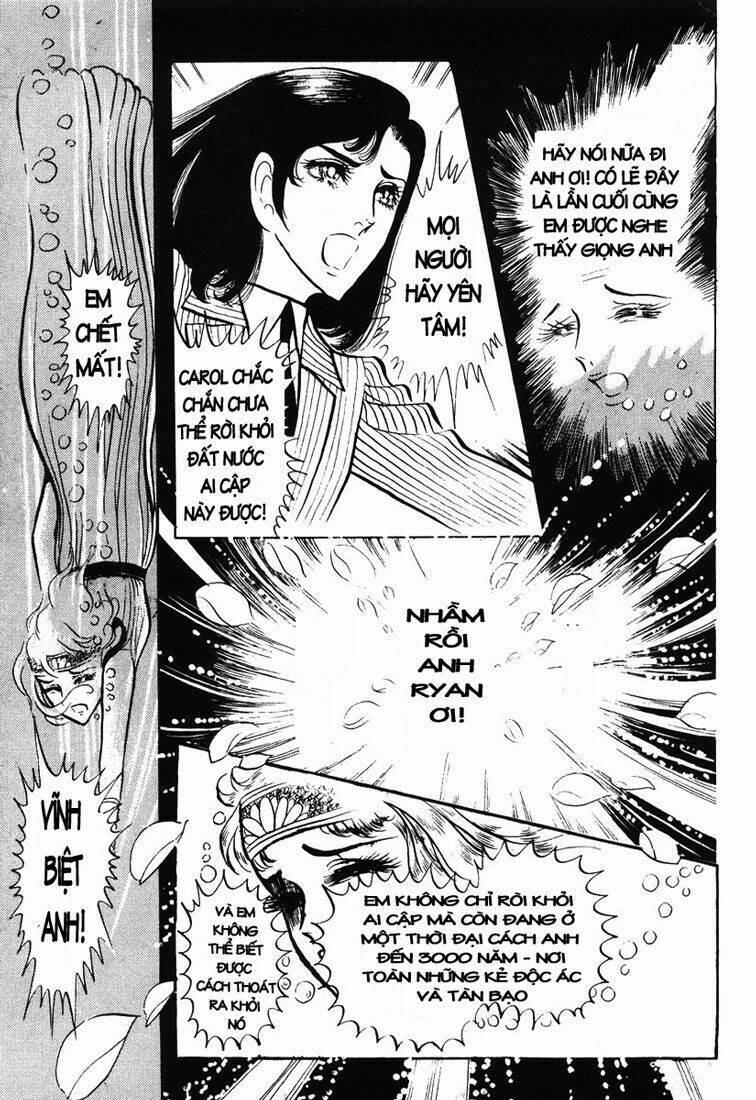 HÃY NÓI NỮA ĐI
ANH ƠI! CÓ LẼ ĐÂY
LÀ LẦN CUỐI CÙNG
EM ĐƯỢC NGHE
THẤY GIỌNG ANH
MỌI
NGƯỜI
HÃY YÊN
TÂM!
CAROL CHẮC
CHẮN CHƯA
THỂ RỜI KHỎI
ĐẤT NƯỚC
AI CẬP
NÀY ĐƯỢC!
NHẦM
RỒI
ANH
RYAN
ƠI!
EM KHÔNG CHỈ RỜI KHỎI
AI CẬP MÀ CÒN ĐANG Ở
MỘT THỜI ĐẠI CÁCH ANH
ĐẾN 3000 NĂM - NƠI
TOÀN NHỮNG KẺ ĐỘC ÁC
VÀ TÀN BẠO
VÀ EM
KHÔNG
THỂ BIẾT
ĐƯỢC
CÁCH THOÁT
RA KHỎI
NÓ
EM
CHẾT
MẤT!
VĨNH
BIỆT
ANH!